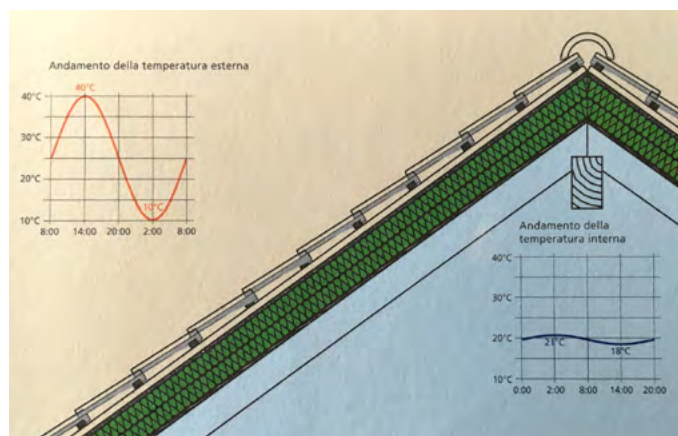 Andamento della temperatura esterna
40°C
40°C
30°C
20°C
10°C
10°C
8:00 14:00 20:00 2:00 8:00
Andamento della
temperatura interna
40°C
30°C
20°C
21°C
18°C
10°C
0:00 2:00 8:00 14:00 20:00